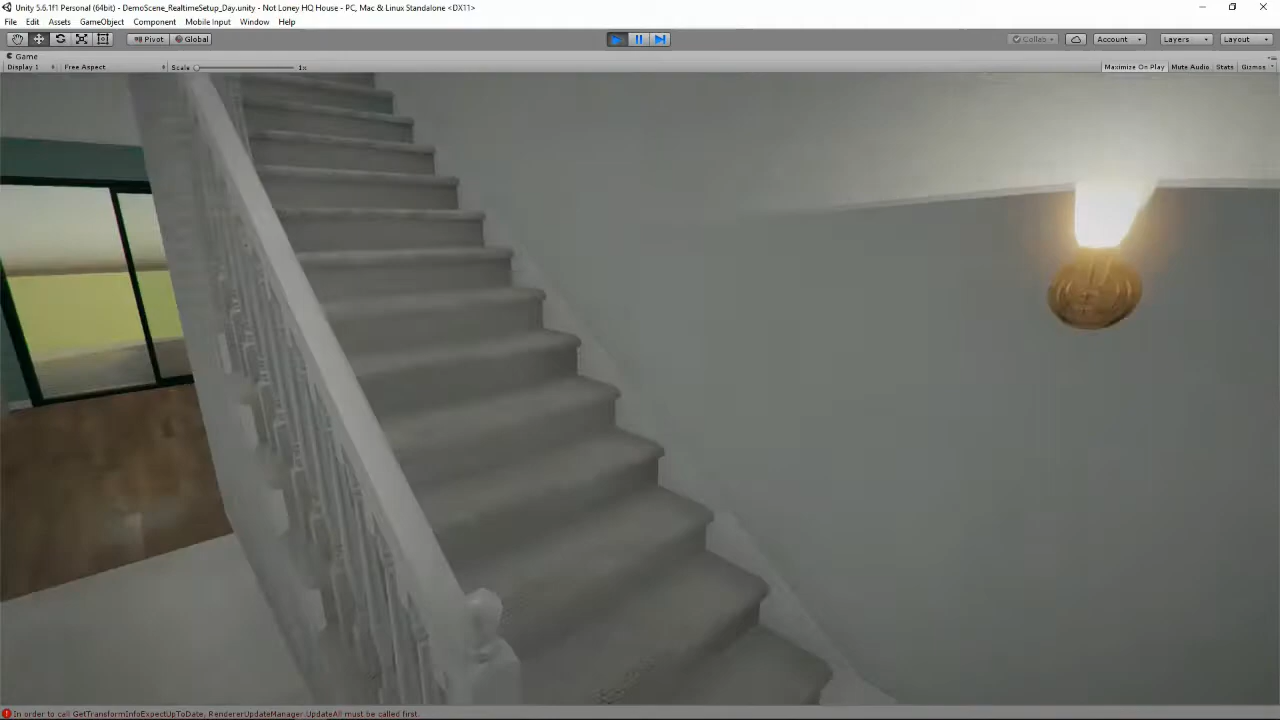 Unity 5.6.1f1 Personal (64bit) - DemoScene_RealtimeSetup_Day.unity - Not Loney HQ House - PC, Mac & Linux Standalone <DX11>
File Edit Assets GameObject Component Mobile Input Window Help
Pivot Global Collab Account Layers Layout
Game
Display 1 Free Aspect Scale 1x Maximize On Play Mute Audio Stats Gizmos
In order to call GetTransformInfoExpectUpToDate, RendererUpdateManager.UpdateAll must be called first.